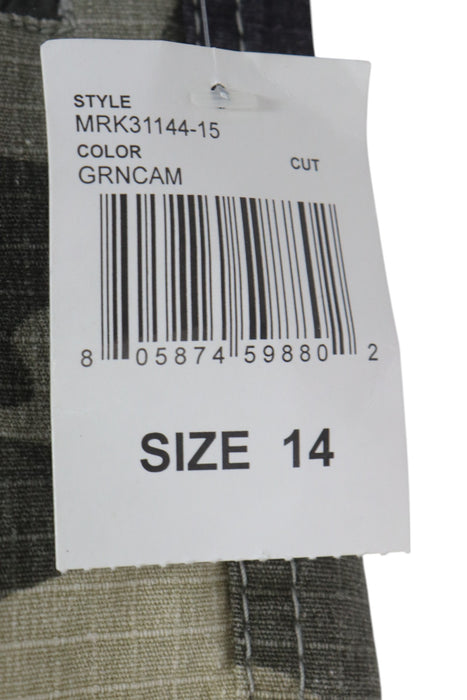 STYLE
MRK31144-15
COLOR
CUT
GRNCAM
8 05874 59880 2
SIZE 14